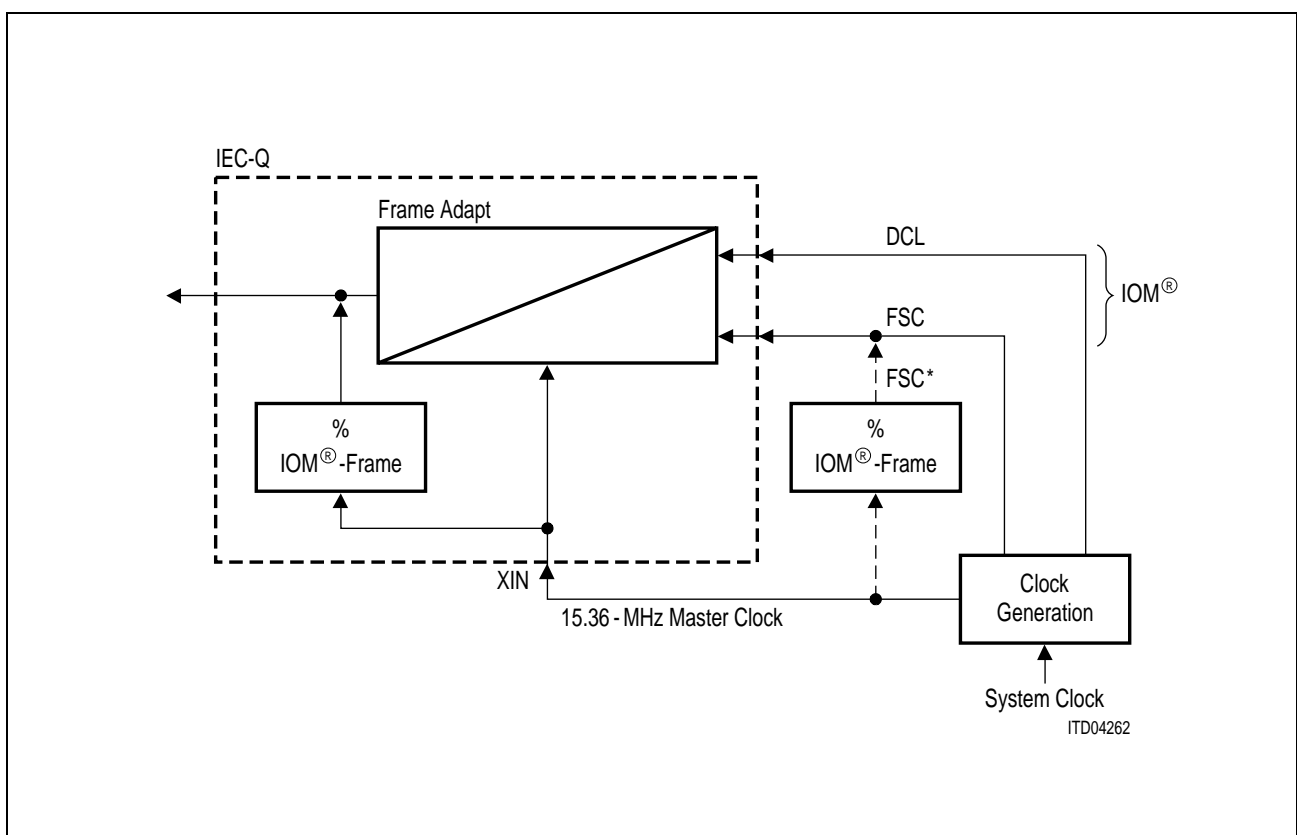 IEC-Q
Frame Adapt
DCL
IOM®
FSC
FSC*
%
IOM®-Frame
%
IOM®-Frame
XIN
15.36 - MHz Master Clock
Clock
Generation
System Clock
ITD04262